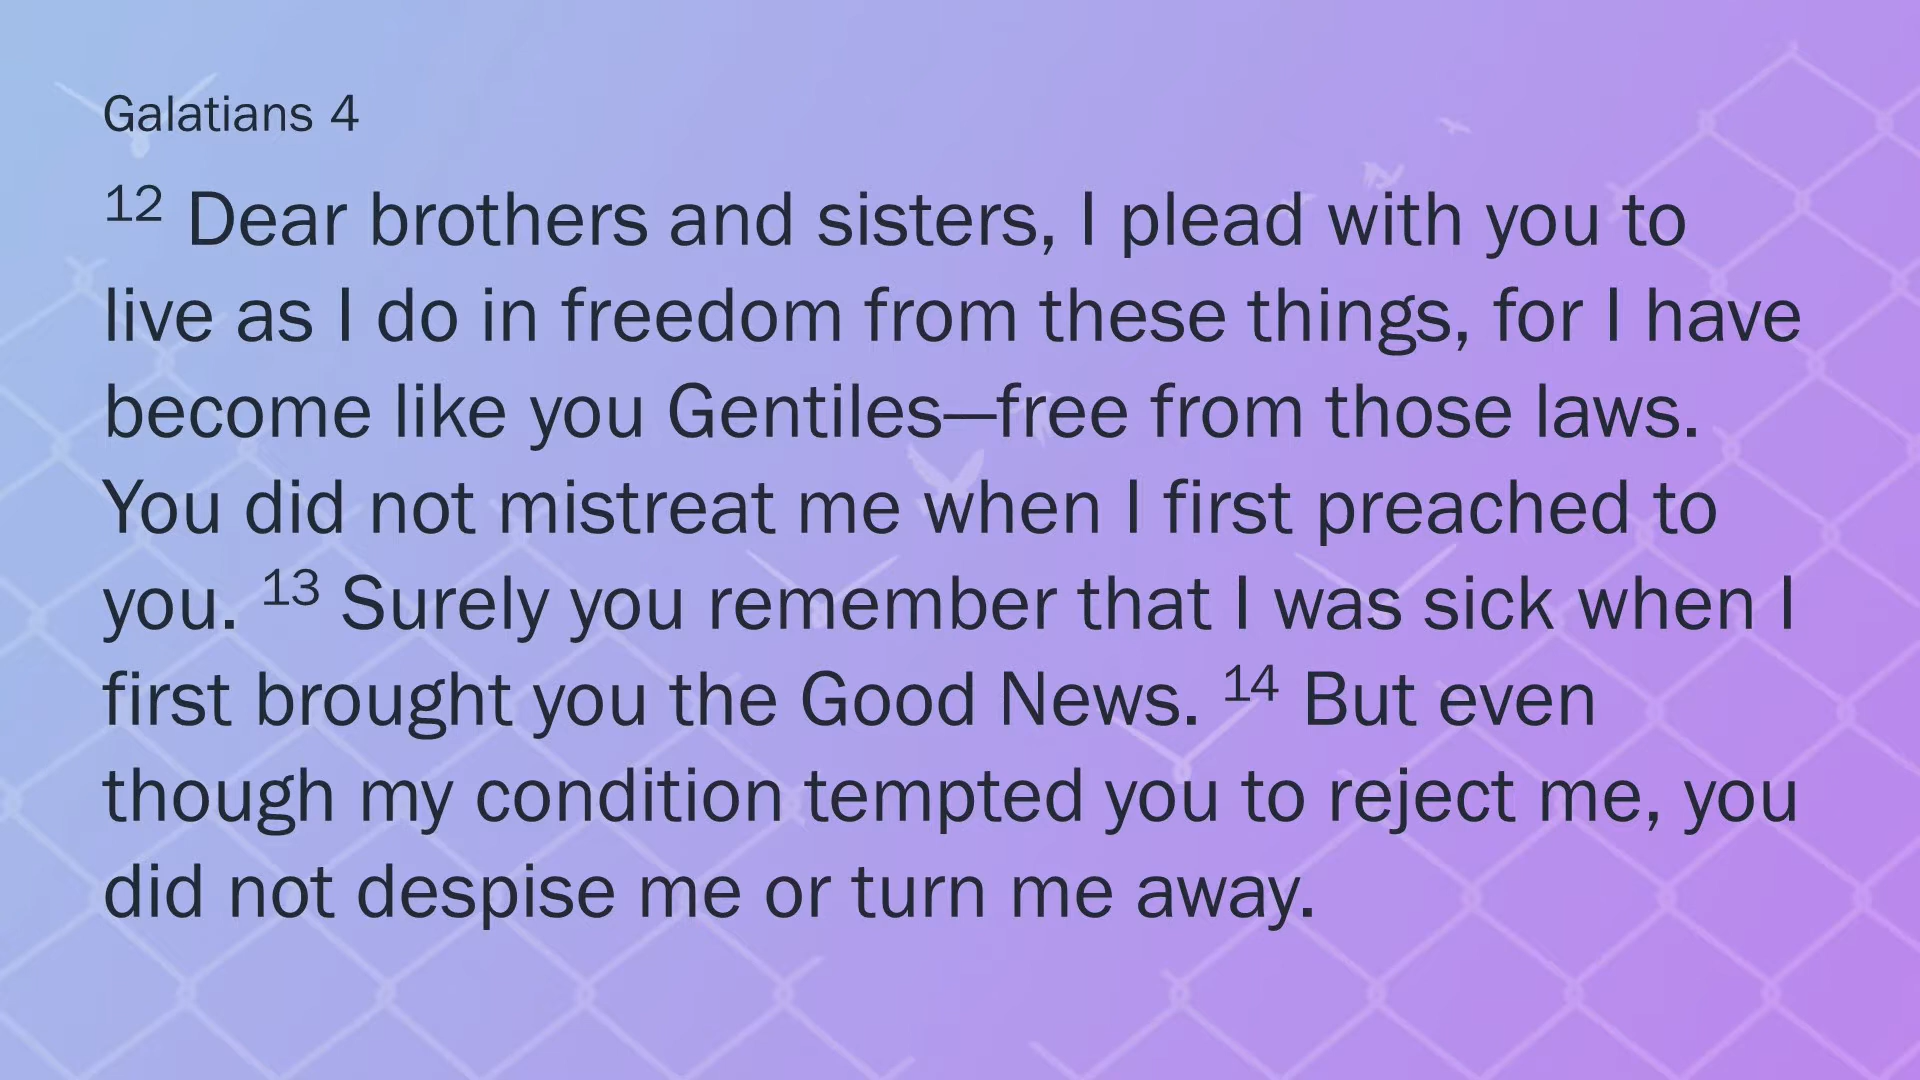 Galatians 4
12 Dear brothers and sisters, I plead with you to
live as I do in freedom from these things, for I have
become like you Gentiles—free from those laws.
You did not mistreat me when I first preached to
you. 13 Surely you remember that I was sick when I
first brought you the Good News. 14 But even
though my condition tempted you to reject me, you
did not despise me or turn me away.